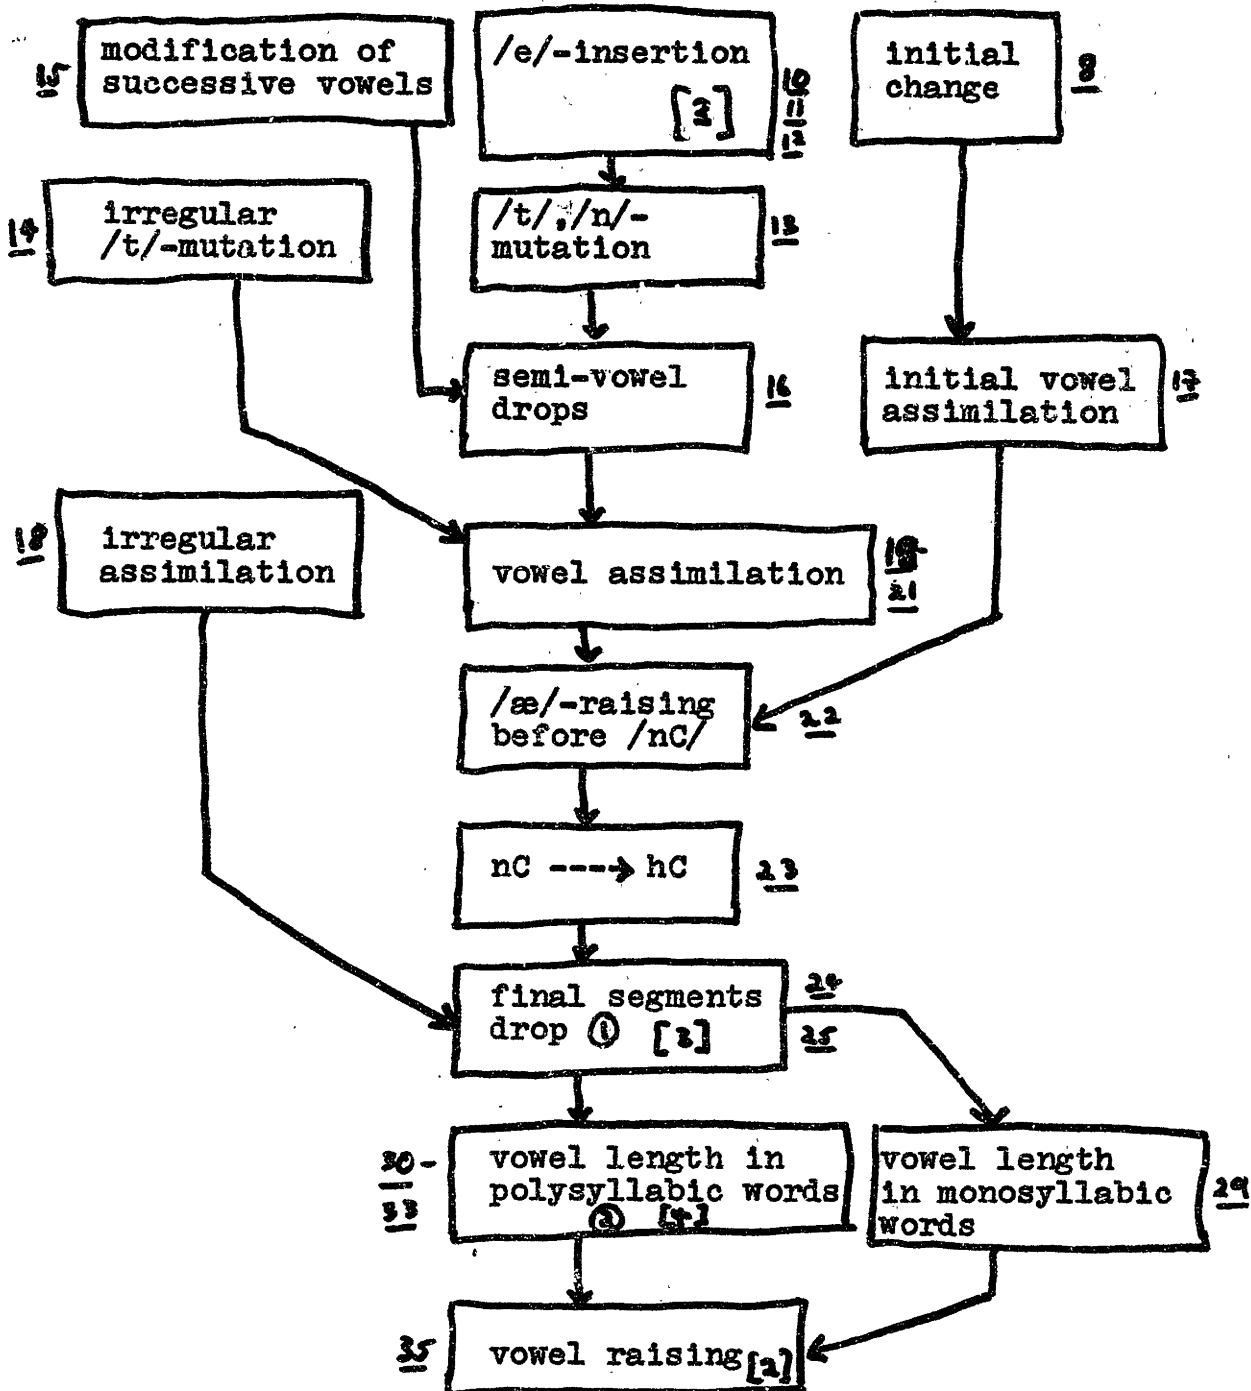 modification of
successive vowels
/e/-insertion
10
11
12
initial
change
8
irregular
/t/-mutation
14
/t/,/n/-
mutation
13
semi-vowel
drops
16
initial vowel
assimilation
17
irregular
assimilation
18
vowel assimilation
19-
21
/æ/-raising
before /nC/
22
nC ----> hC
23
final segments
drop ① [3]
24
25
vowel length in
polysyllabic words
② [4]
30-
33
vowel length
in monosyllabic
words
29
vowel raising [2]
35